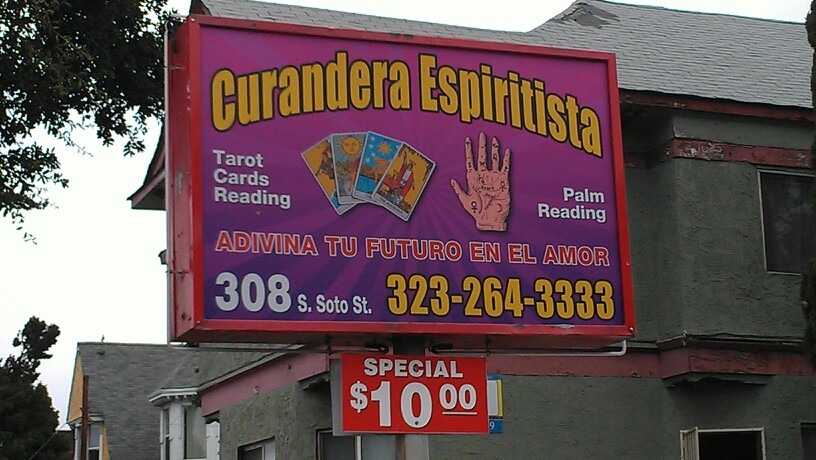 Curandera Espiritista
Tarot
Cards
Reading
Palm
Reading
ADIVINA TU FUTURO EN EL AMOR
308 S. Soto St. 323-264-3333
SPECIAL
$10 00
9